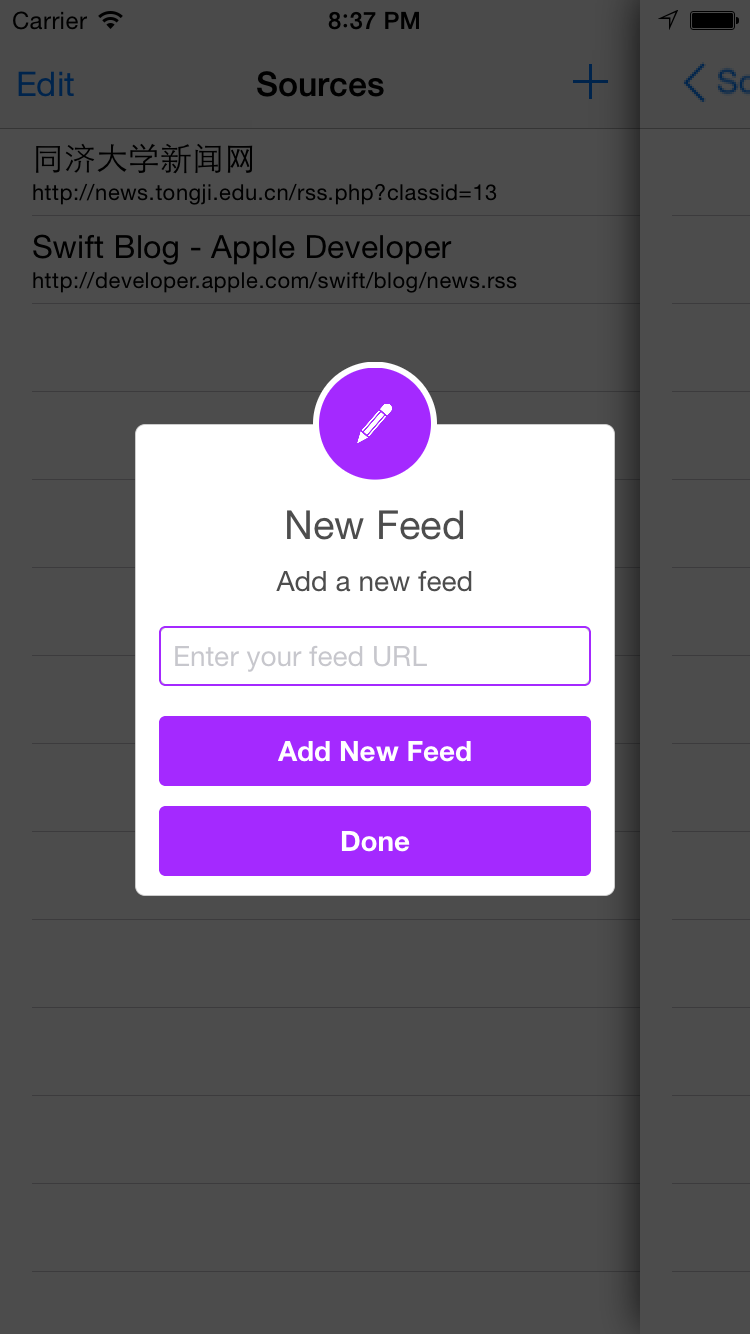 Carrier 8:37 PM
Edit Sources
同济大学新闻网
http://news.tongji.edu.cn/rss.php?classid=13
Swift Blog - Apple Developer
http://developer.apple.com/swift/blog/news.rss
New Feed
Add a new feed
Enter your feed URL
Add New Feed
Done